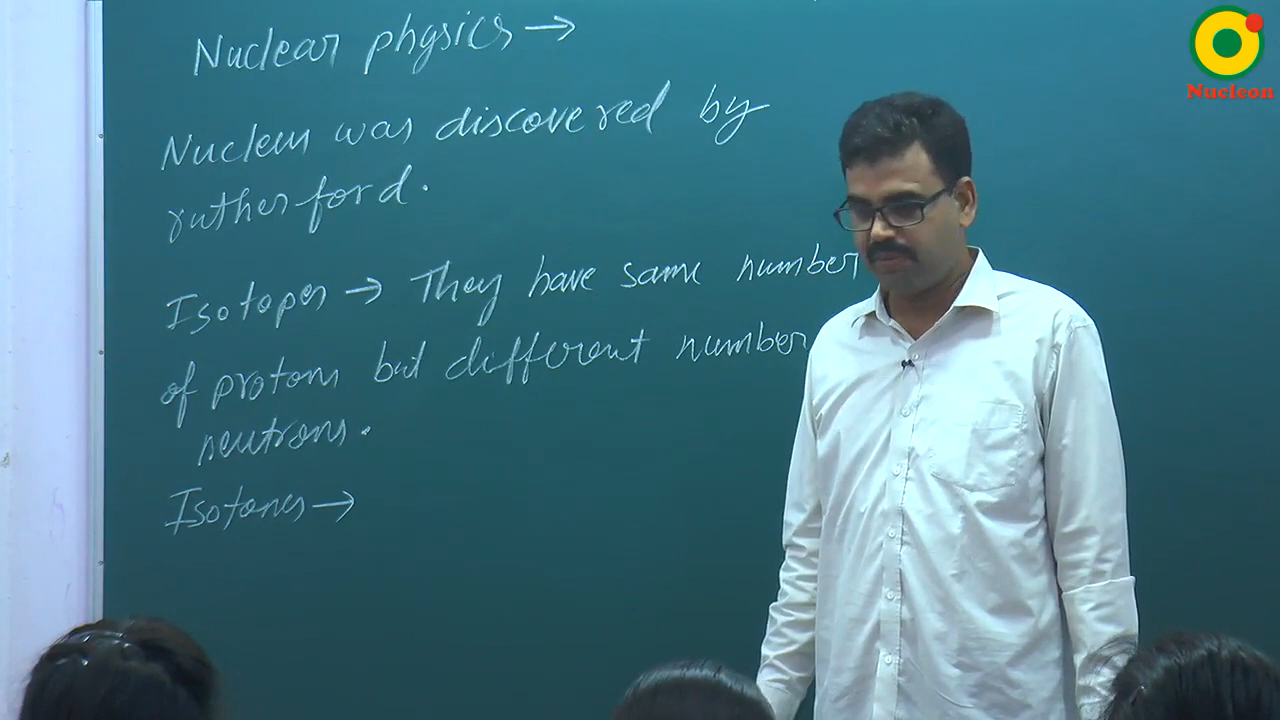 Nuclear physics →
Nucleus was discovered by
rutherford.
Isotopes → They have same number
of protons but different number
neutrons.
Isotones →
Nucleon